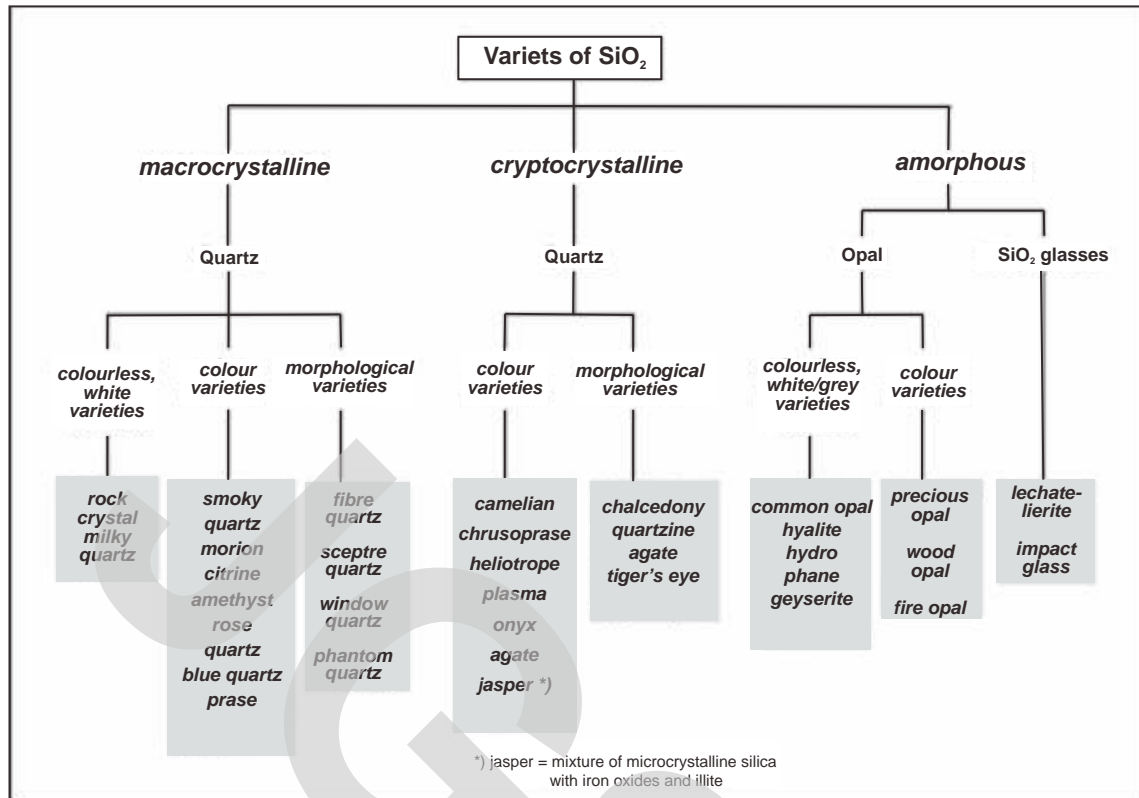 Variets of SiO2
macrocrystalline
cryptocrystalline
amorphous
Quartz
Quartz
Opal
SiO2 glasses
colourless,
white
varieties
colour
varieties
morphological
varieties
colour
varieties
morphological
varieties
colourless,
white/grey
varieties
colour
varieties
rock
crystal
milky
quartz
smoky
quartz
morion
citrine
amethyst
rose
quartz
blue quartz
prase
fibre
quartz
sceptre
quartz
window
quartz
phantom
quartz
camelian
chrusoprase
heliotrope
plasma
onyx
agate
jasper *)
chalcedony
quartzine
agate
tiger's eye
common opal
hyalite
hydro
phane
geyserite
precious
opal
wood
opal
fire opal
lechate-
lierite
impact
glass
*) jasper = mixture of microcrystalline silica
with iron oxides and illite